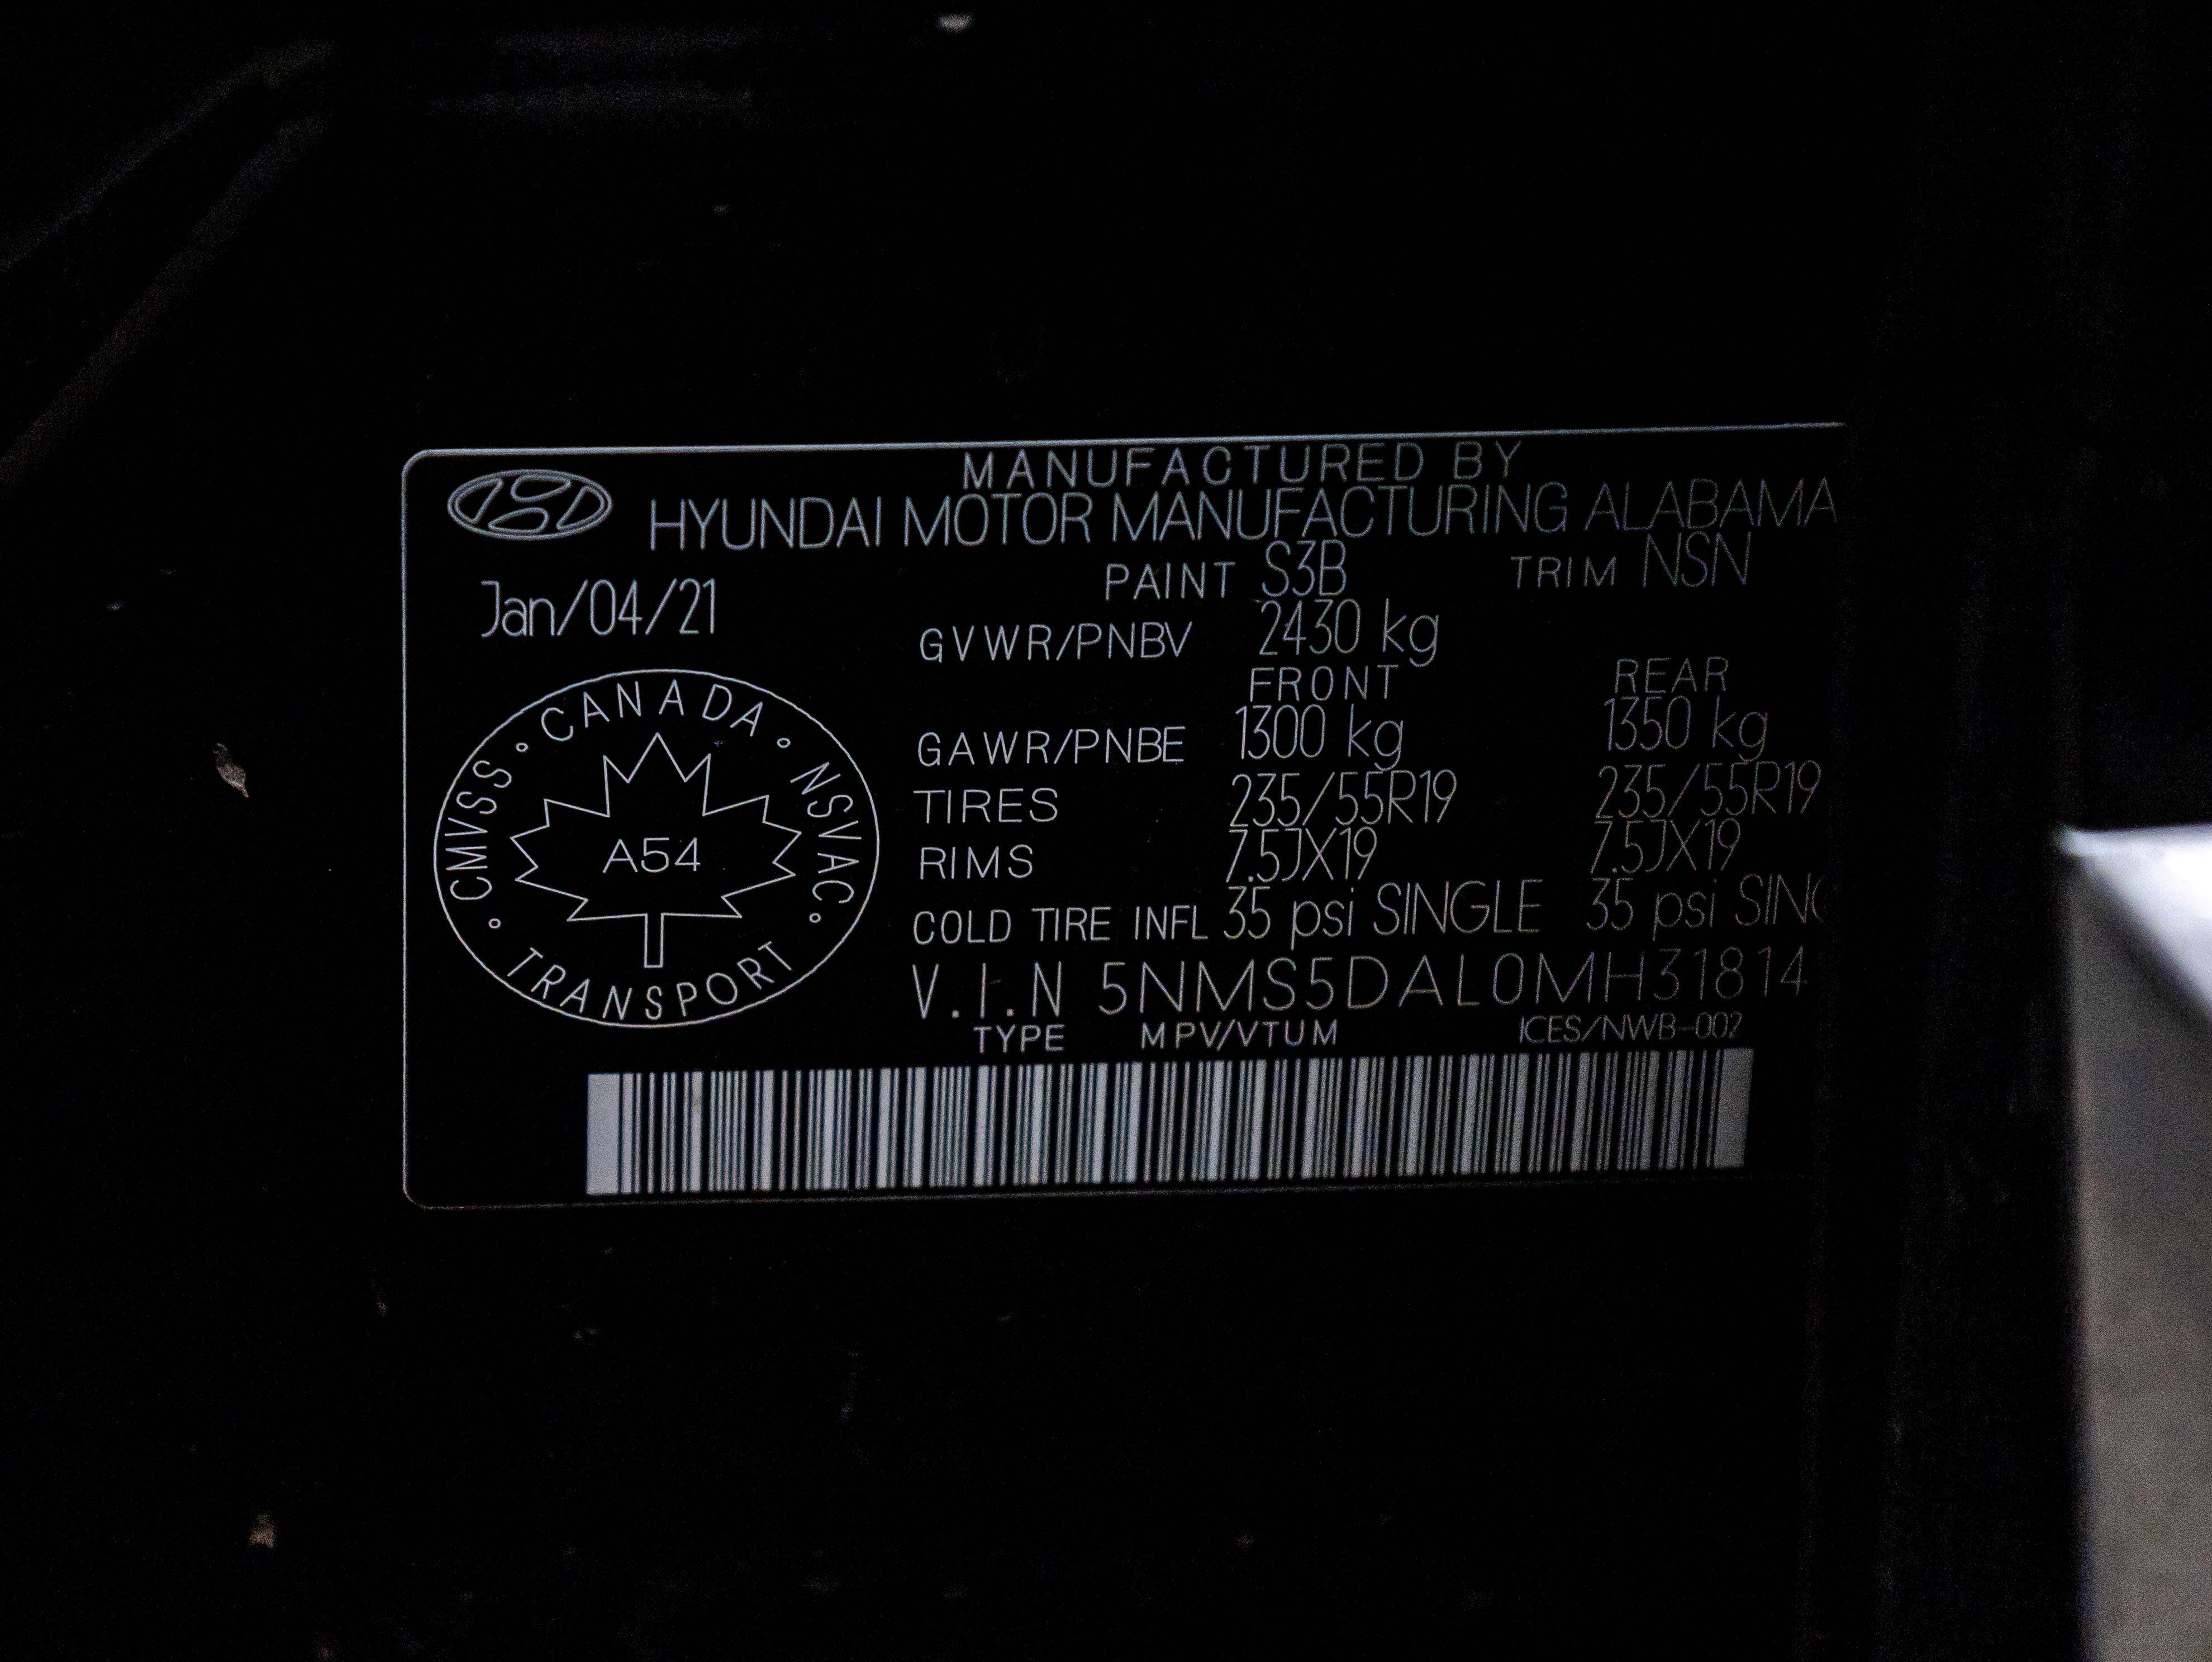 MANUFACTURED BY
HYUNDAI MOTOR MANUFACTURING ALABAMA
Jan/04/21
PAINT S3B TRIM NSN
GVWR/PNBV 2430 kg
FRONT REAR
GAWR/PNBE 1300 kg 1350 kg
TIRES 235/55R19 235/55R19
RIMS 7.5JX19 7.5JX19
COLD TIRE INFL 35 psi SINGLE 35 psi
V.I.N 5NMS5DAL0MH31814
TYPE MPV/VTUM ICES/NWB-002
CANADA · NSVAC · TRANSPORT · CMVSS
A54